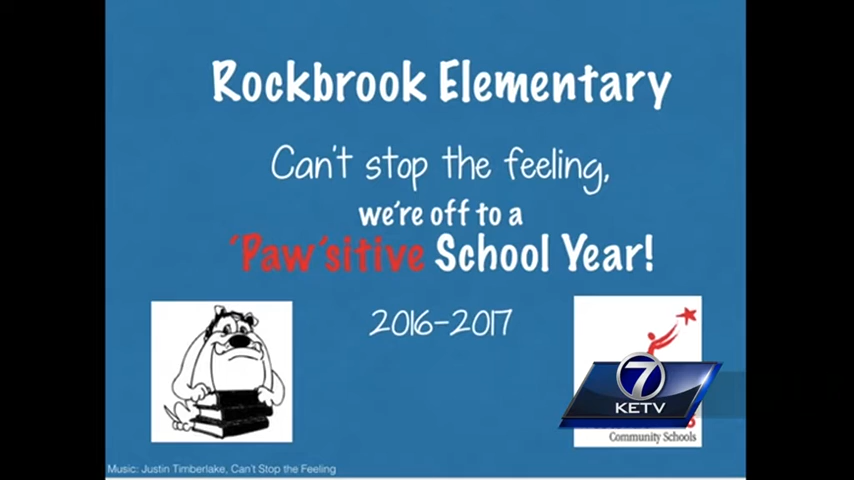 Rockbrook Elementary
Can't stop the feeling,
we're off to a
'Paw'sitive School Year!
2016-2017
7
KETV
Community Schools
Music: Justin Timberlake, Can't Stop the Feeling